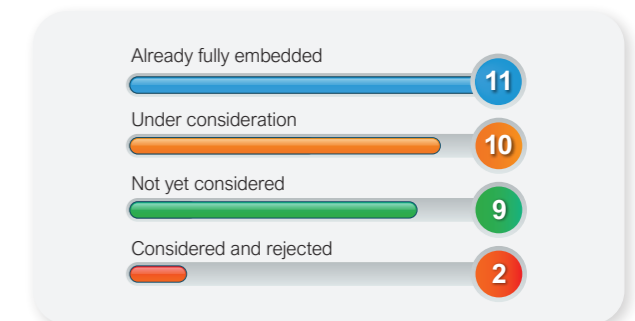 Already fully embedded
11
Under consideration
10
Not yet considered
9
Considered and rejected
2